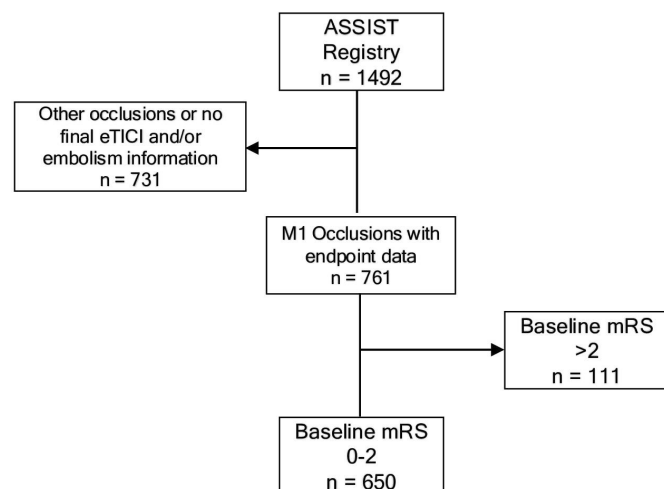 ASSIST
Registry
n = 1492
Other occlusions or no
final eTICI and/or
embolism information
n = 731
M1 Occlusions with
endpoint data
n = 761
Baseline mRS
>2
n = 111
Baseline mRS
0-2
n = 650